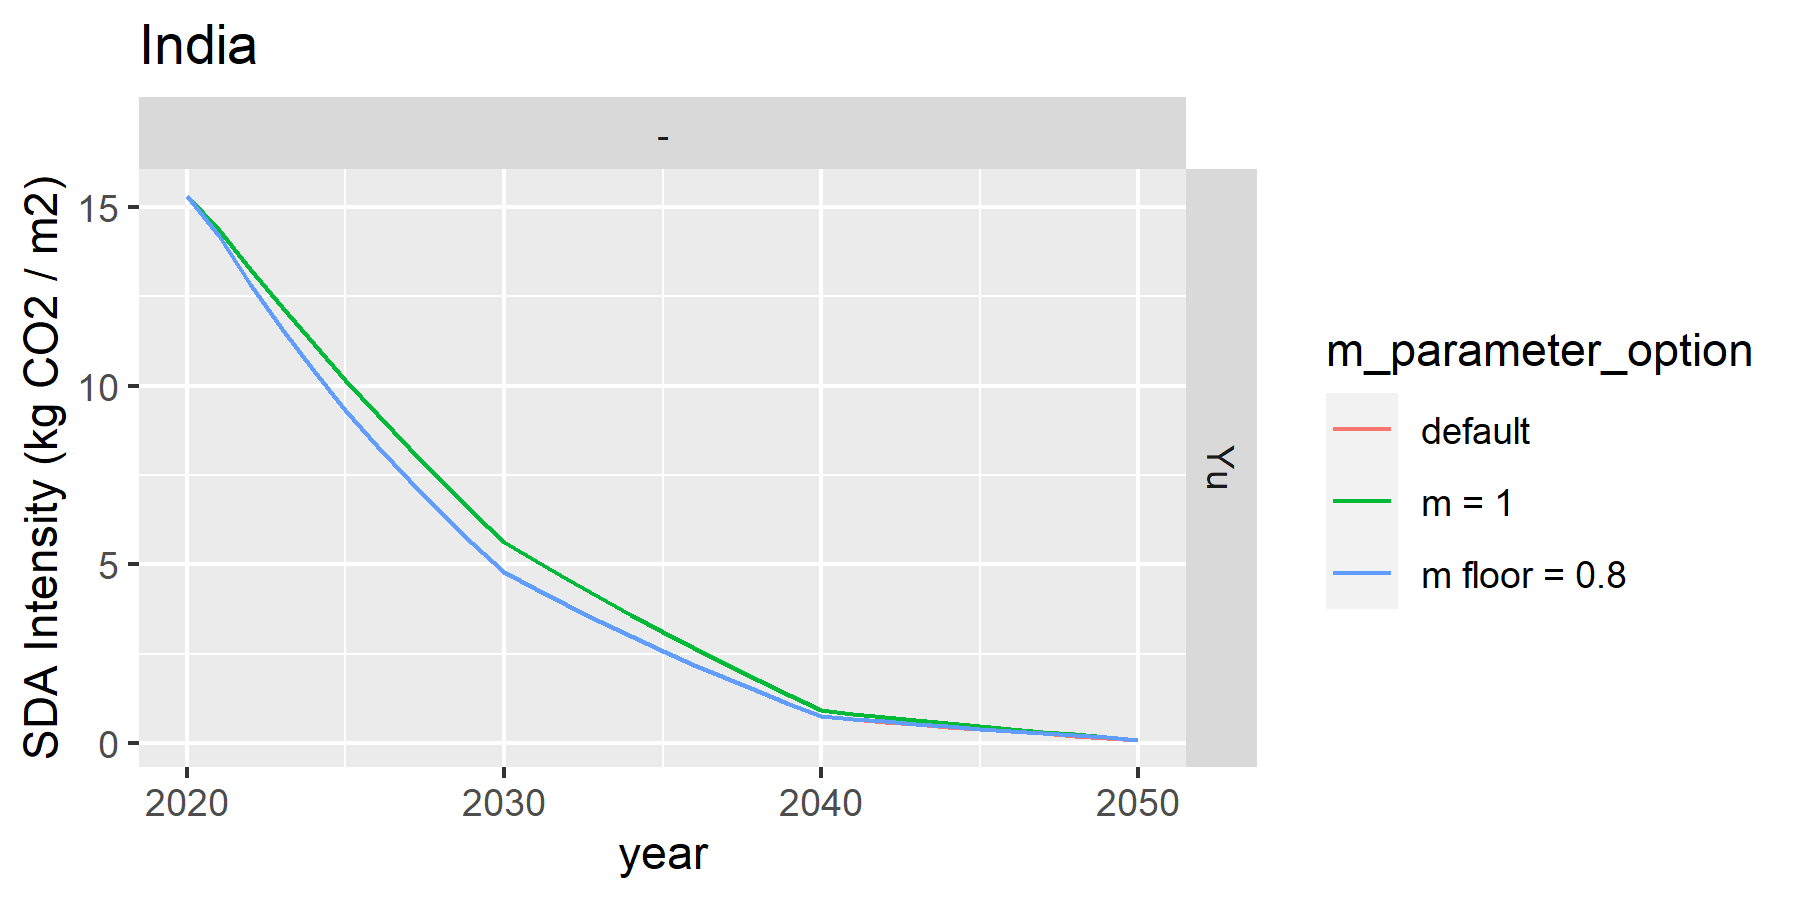 India
-
Yu
SDA Intensity (kg CO2 / m2)
15
10
5
0
2020
2030
2040
2050
year
m_parameter_option
default
m = 1
m floor = 0.8